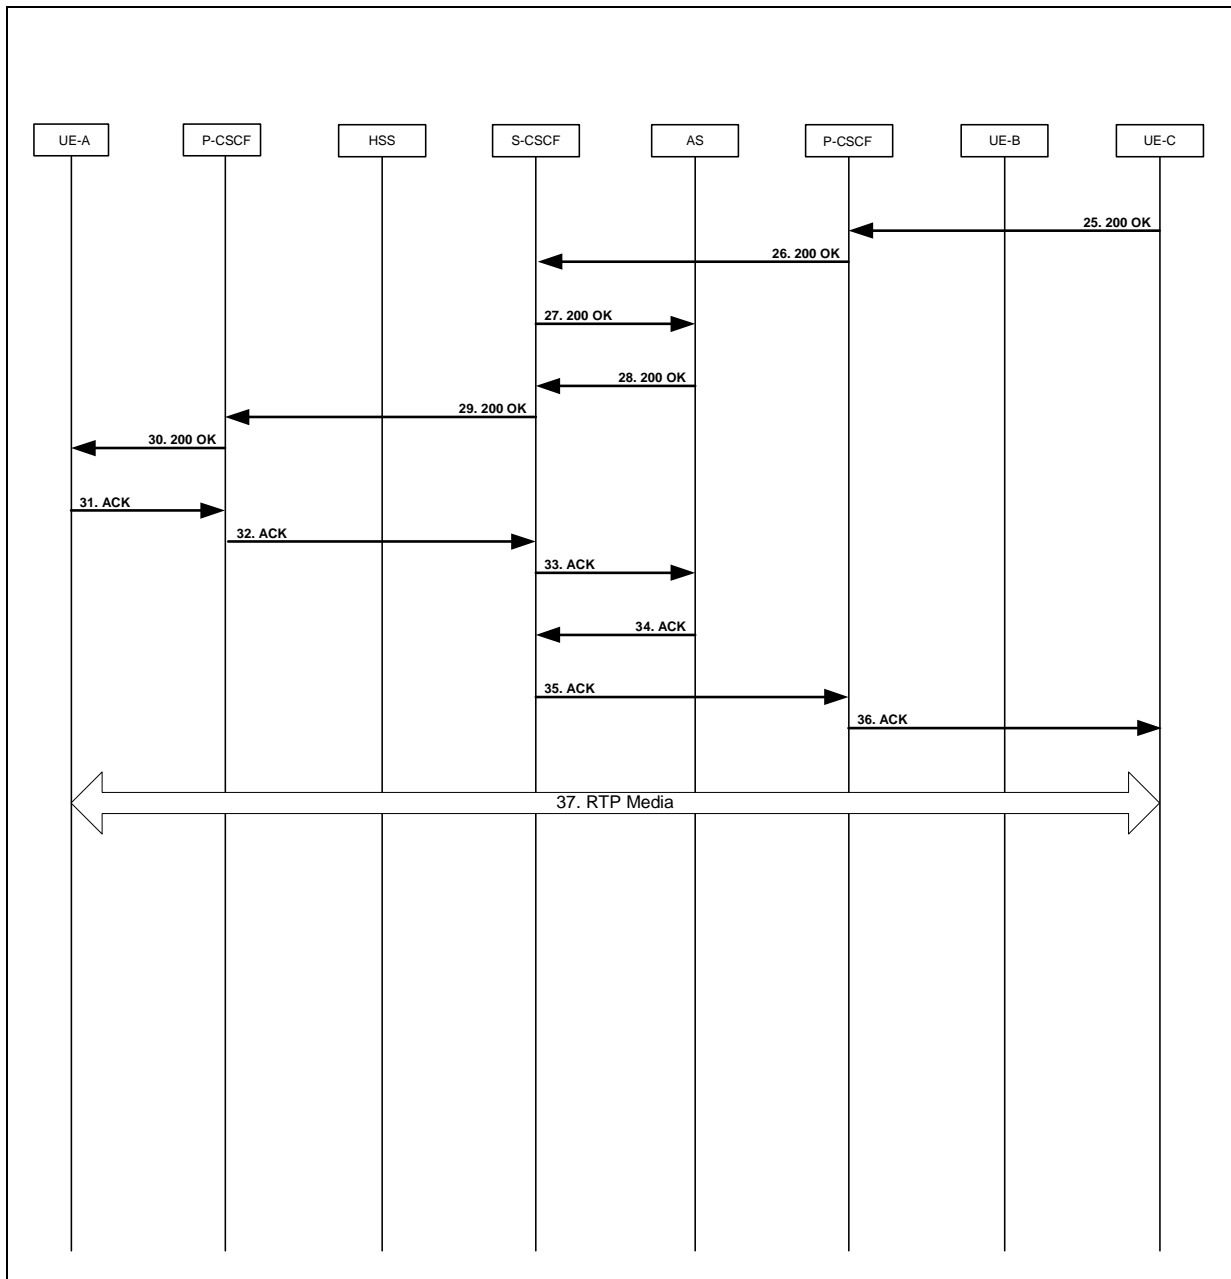 UE-A
P-CSCF
HSS
S-CSCF
AS
P-CSCF
UE-B
UE-C
25. 200 OK
26. 200 OK
27. 200 OK
28. 200 OK
29. 200 OK
30. 200 OK
31. ACK
32. ACK
33. ACK
34. ACK
35. ACK
36. ACK
37. RTP Media